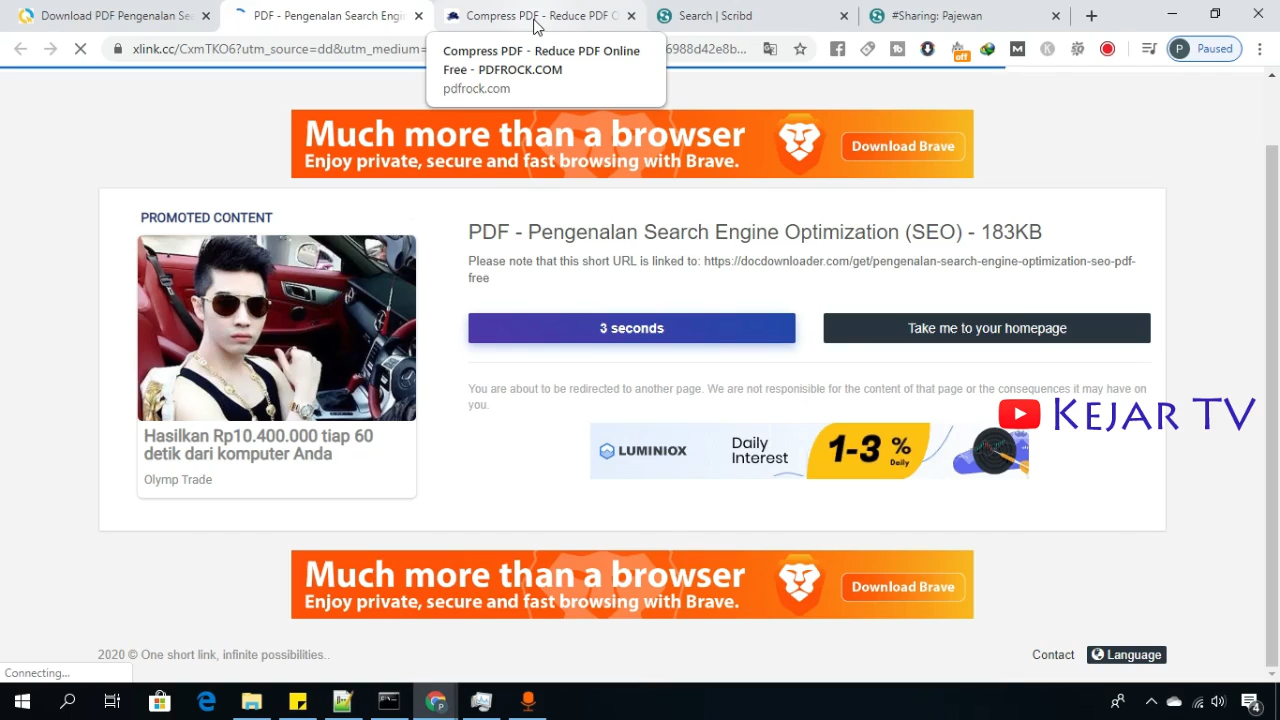 Download PDF Pengenalan Se
PDF - Pengenalan Search Engin
Compress PDF - Reduce PDF O
Search | Scribd
#Sharing: Pajewan
xlink.cc/CxmTKO6?utm_source=dd&utm_medium=
6988d42e8b...
off
P Paused
Compress PDF - Reduce PDF Online
Free - PDFROCK.COM
pdfrock.com
Much more than a browser
Enjoy private, secure and fast browsing with Brave.
Download Brave
PROMOTED CONTENT
Hasilkan Rp10.400.000 tiap 60
detik dari komputer Anda
Olymp Trade
PDF - Pengenalan Search Engine Optimization (SEO) - 183KB
Please note that this short URL is linked to: https://docdownloader.com/get/pengenalan-search-engine-optimization-seo-pdf-
free
3 seconds
Take me to your homepage
You are about to be redirected to another page. We are not responisible for the content of that page or the consequences it may have on
you.
KEJAR TV
LUMINIOX
Daily
Interest
1-3 %
Daily
Much more than a browser
Enjoy private, secure and fast browsing with Brave.
Download Brave
2020 © One short link, infinite possibilities..
Contact
Language
Connecting...
4